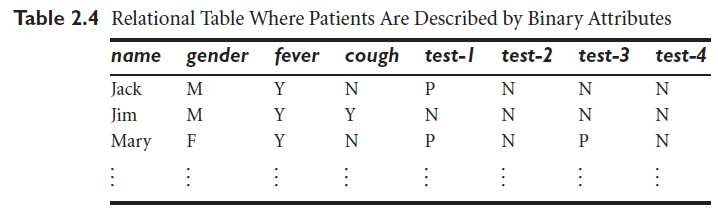 Table 2.4 Relational Table Where Patients Are Described by Binary Attributes
name gender fever cough test-1 test-2 test-3 test-4
Jack M Y N P N N N
Jim M Y Y N N N N
Mary F Y N P N P N
⋮ ⋮ ⋮ ⋮ ⋮ ⋮ ⋮ ⋮